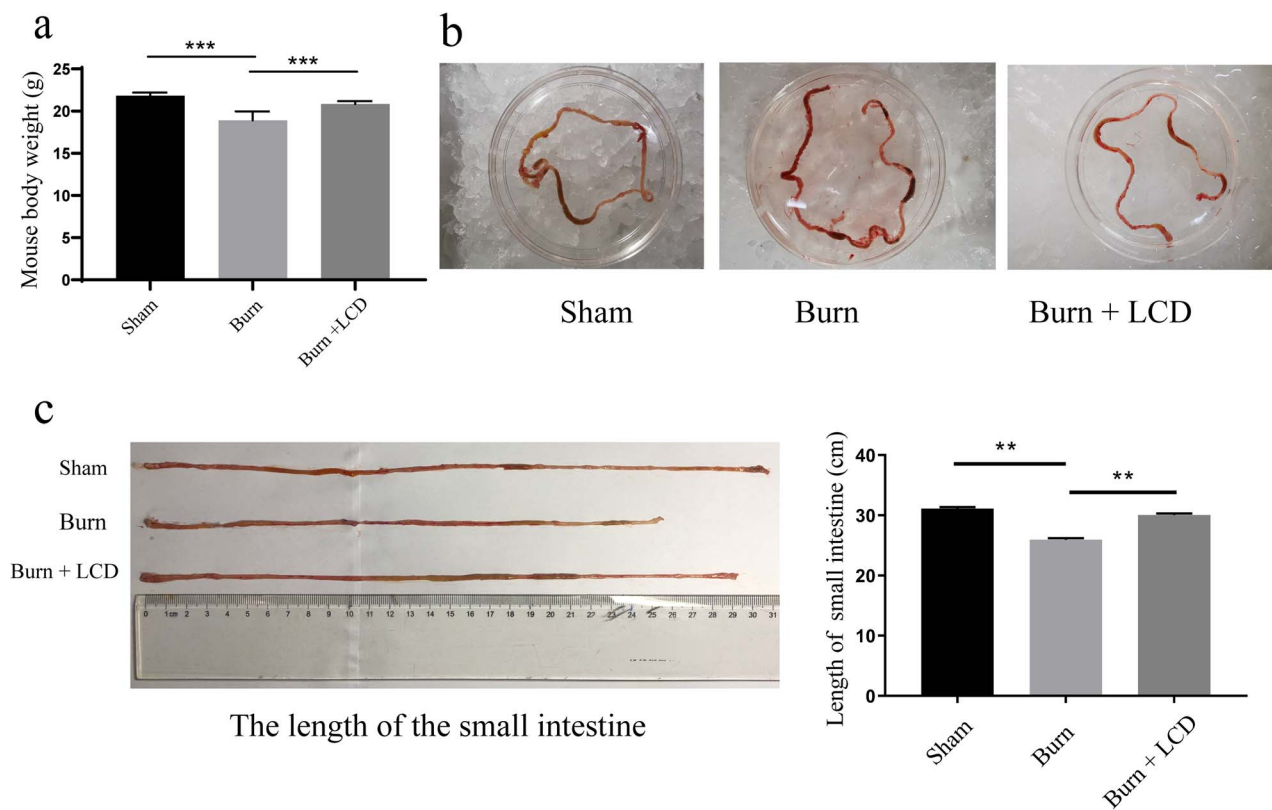 a
***
***
Mouse body weight (g)
25
20
15
10
5
0
Sham
Burn
Burn +LCD
b
Sham
Burn
Burn + LCD
c
Sham
Burn
Burn + LCD
0 1cm 2 3 4 5 6 7 8 9 10 11 12 13 14 15 16 17 18 19 20 21 22 23 24 25 26 27 28 29 30 31
The length of the small intestine
**
**
Length of small intestine (cm)
40
30
20
10
0
Sham
Burn
Burn + LCD